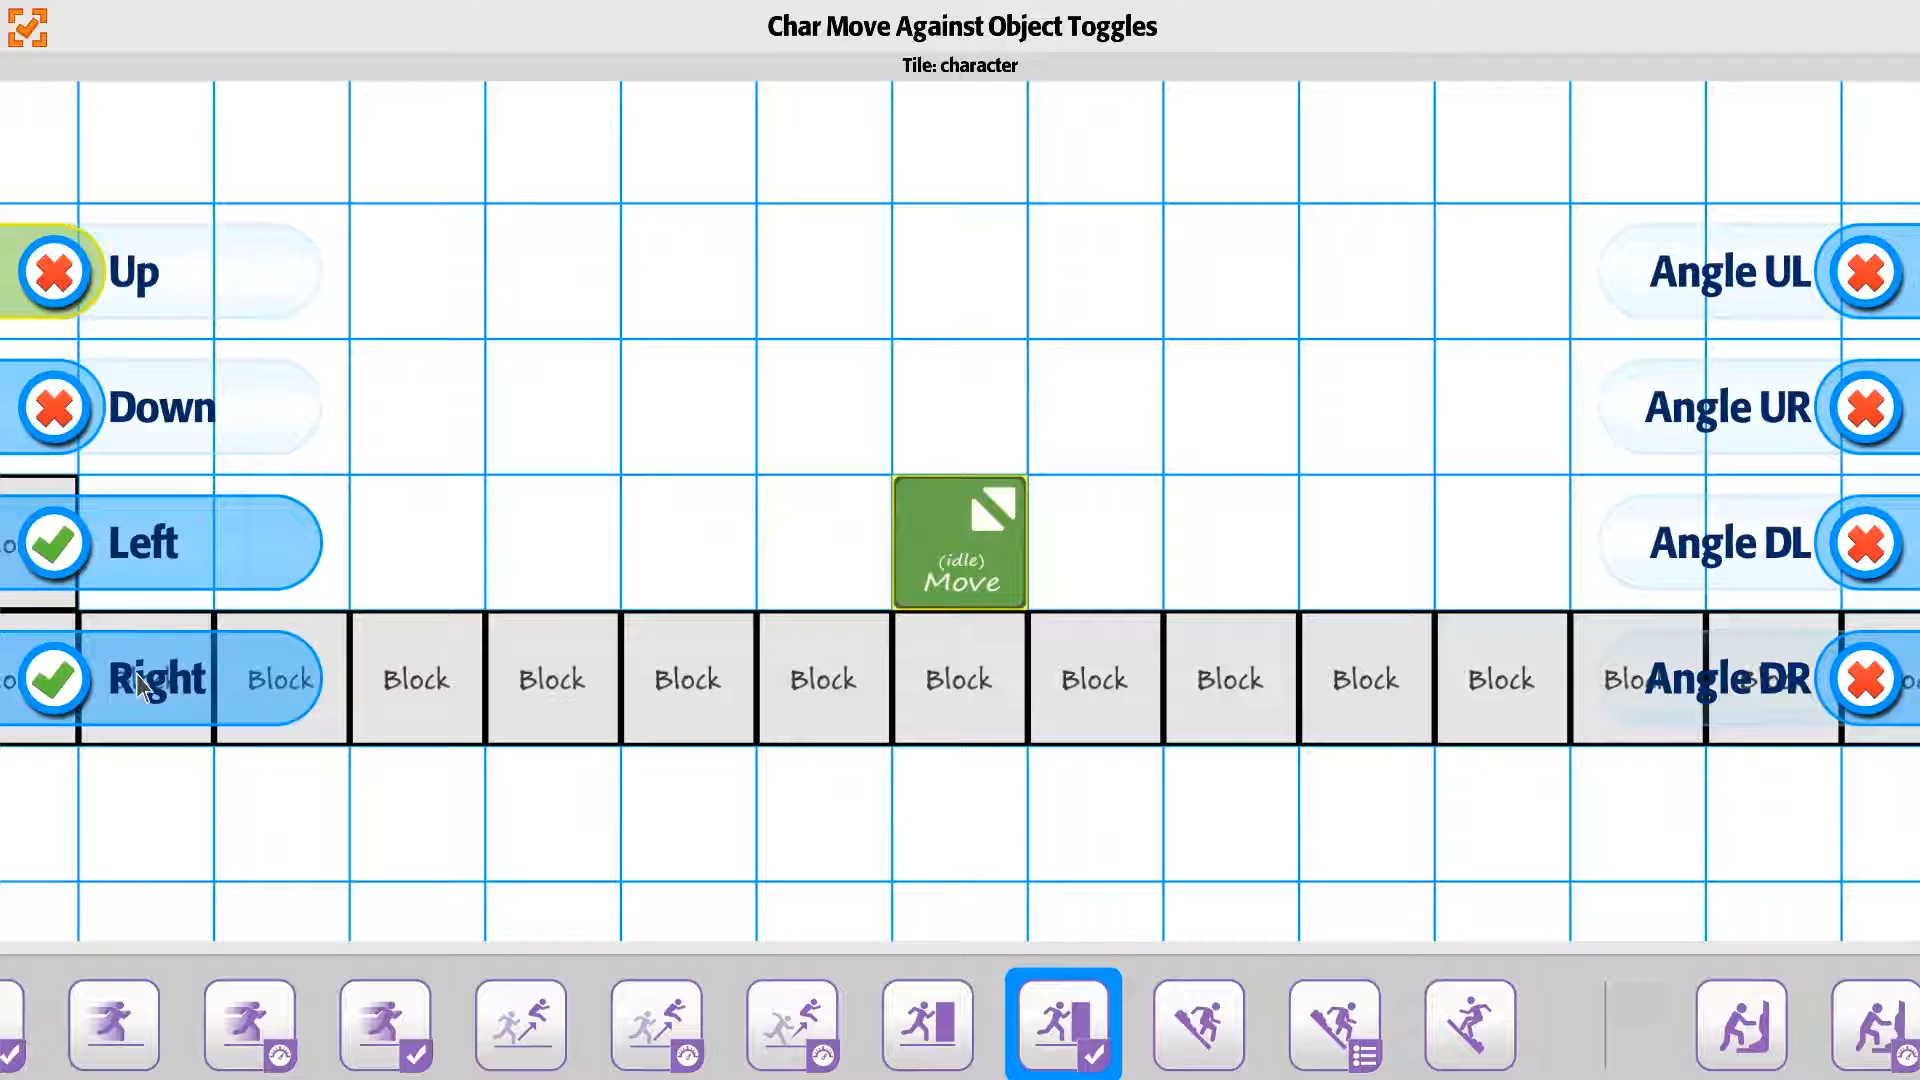 Char Move Against Object Toggles
Tile: character
Up
Angle UL
Down
Angle UR
Left
(idle)
Move
Angle DL
Right
Block
Block
Block
Block
Block
Block
Block
Block
Block
Block
Angle DR